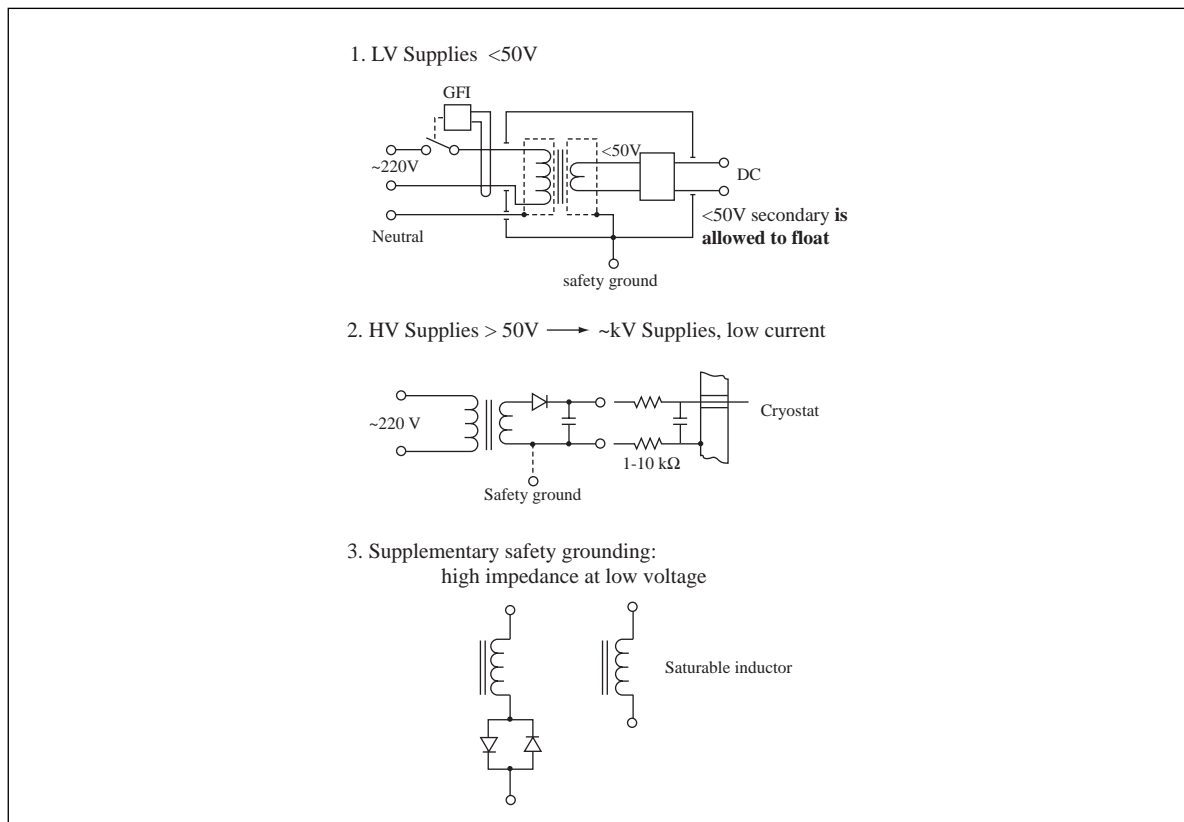 1. LV Supplies <50V
GFI
~220V
<50V
DC
<50V secondary is
allowed to float
Neutral
safety ground
2. HV Supplies > 50V ⟶ ~kV Supplies, low current
~220 V
Cryostat
1-10 kΩ
Safety ground
3. Supplementary safety grounding:
high impedance at low voltage
Saturable inductor